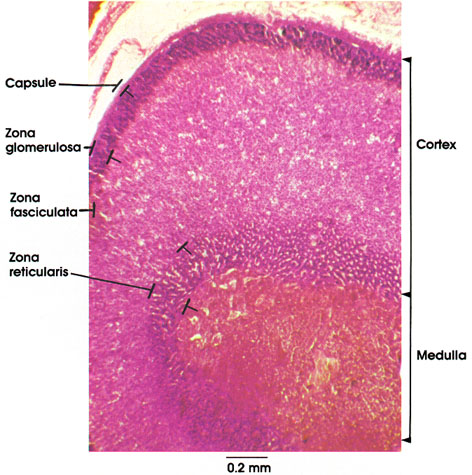 Capsule
Zona
glomerulosa
Zona
fasciculata
Zona
reticularis
Cortex
Medulla
0.2 mm